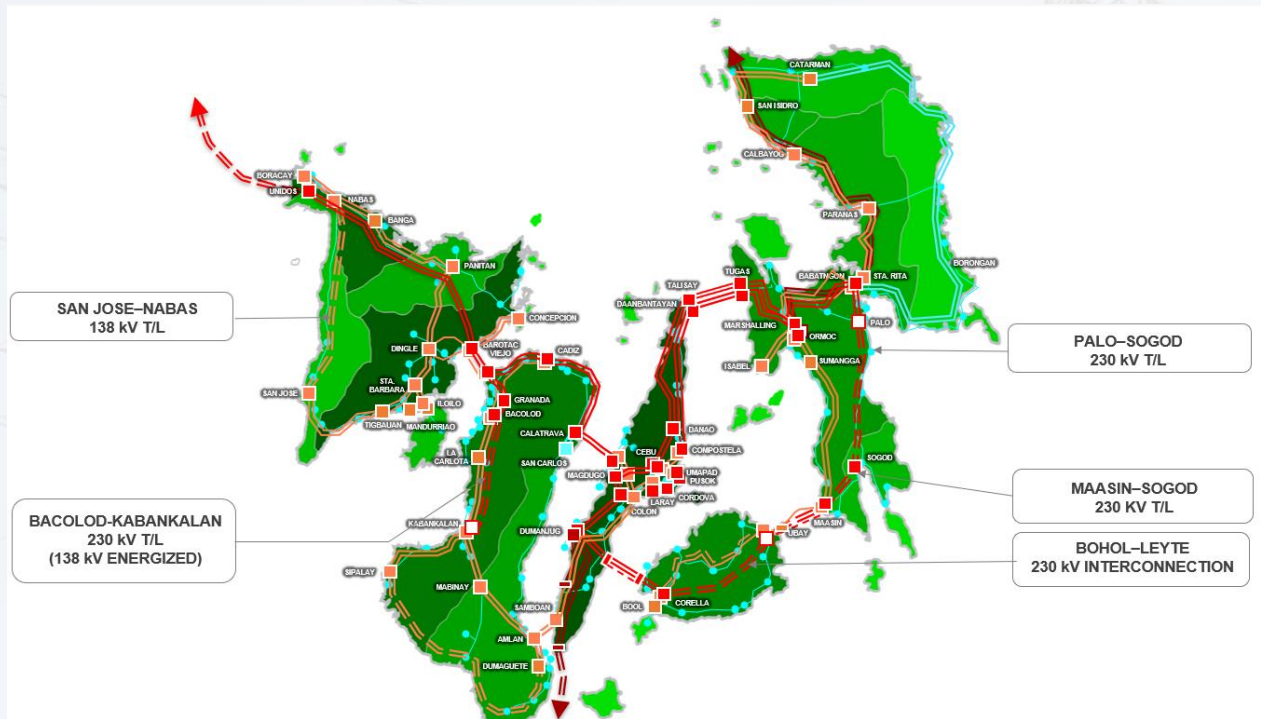 CATARMAN
SAN ISIDRO
CALBAYOG
BORACAY
UNIDOS
NABAS
BANGA
PARANAS
PANITAN
BORONGAN
TUGAS
BABATNGON
STA. RITA
TALISAY
DAANBANTAYAN
SAN JOSE–NABAS
138 kV T/L
CONCEPCION
MARSHALLING
PALO
ORMOC
PALO–SOGOD
230 kV T/L
DINGLE
BAROTAC
VIEJO
CADIZ
ISABEL
SUMANGGA
STA.
BARBARA
SAN JOSE
ILOILO
GRANADA
TIGBAUAN
MANDURRIAO
BACOLOD
DANAO
CALATRAVA
CEBU
COMPOSTELA
LA
CARLOTA
SAN CARLOS
SOGOD
MAGDUGO
UMAPAD
PUSOK
MAASIN–SOGOD
230 KV T/L
LARAY
CORDOVA
COLON
BACOLOD-KABANKALAN
230 kV T/L
(138 kV ENERGIZED)
KABANKALAN
DUMANJUG
MAASIN
UBAY
BOHOL–LEYTE
230 kV INTERCONNECTION
SIPALAY
MABINAY
SAMBOAN
BOOL
CORELLA
AMLAN
DUMAGUETE